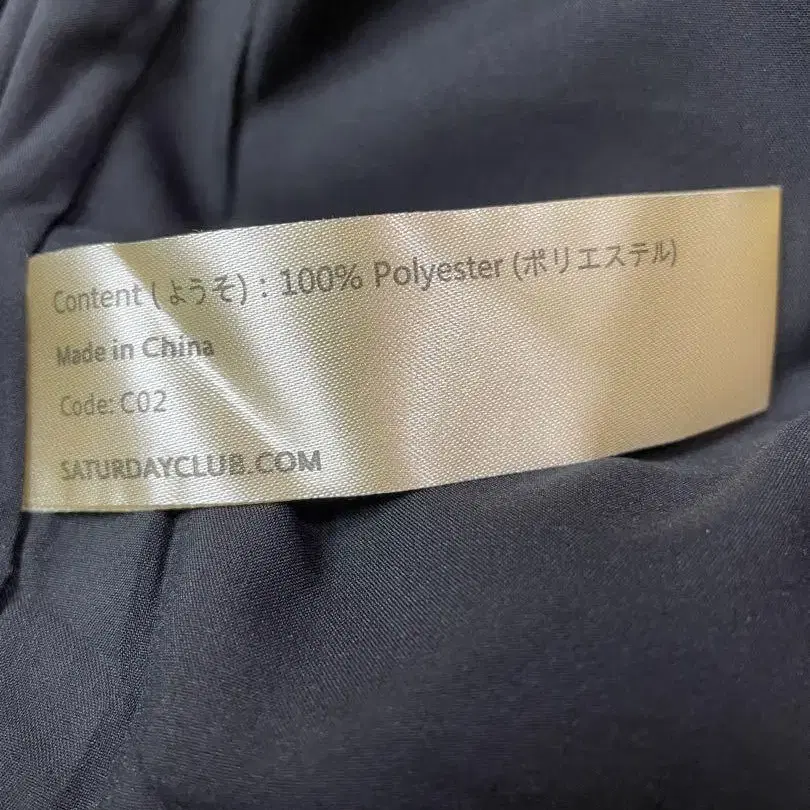 Content (ようそ) : 100% Polyester (ポリエステル)
Made in China
Code: C02
SATURDAYCLUB.COM